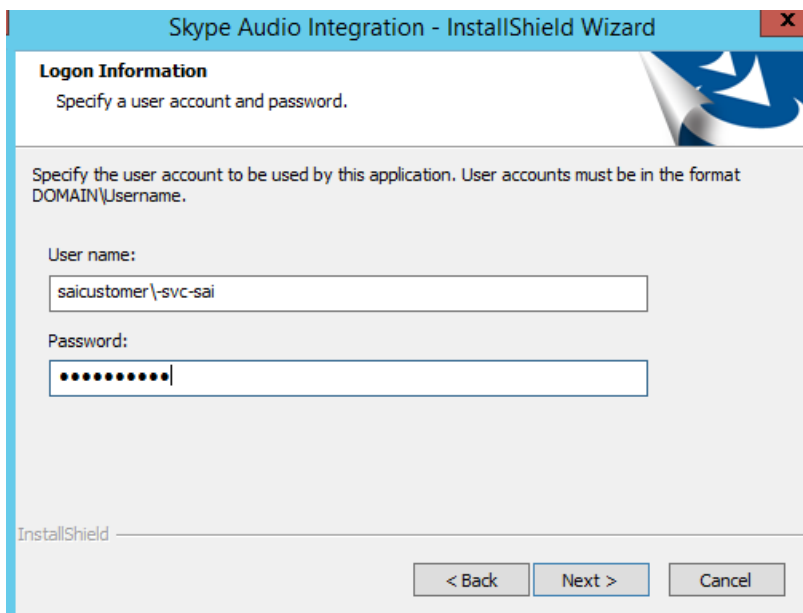 Skype Audio Integration - InstallShield Wizard
x
Logon Information
Specify a user account and password.
Specify the user account to be used by this application. User accounts must be in the format
DOMAIN\Username.
User name:
saicustomer\-svc-sai
Password:
●●●●●●●●●●
InstallShield
< Back
Next >
Cancel